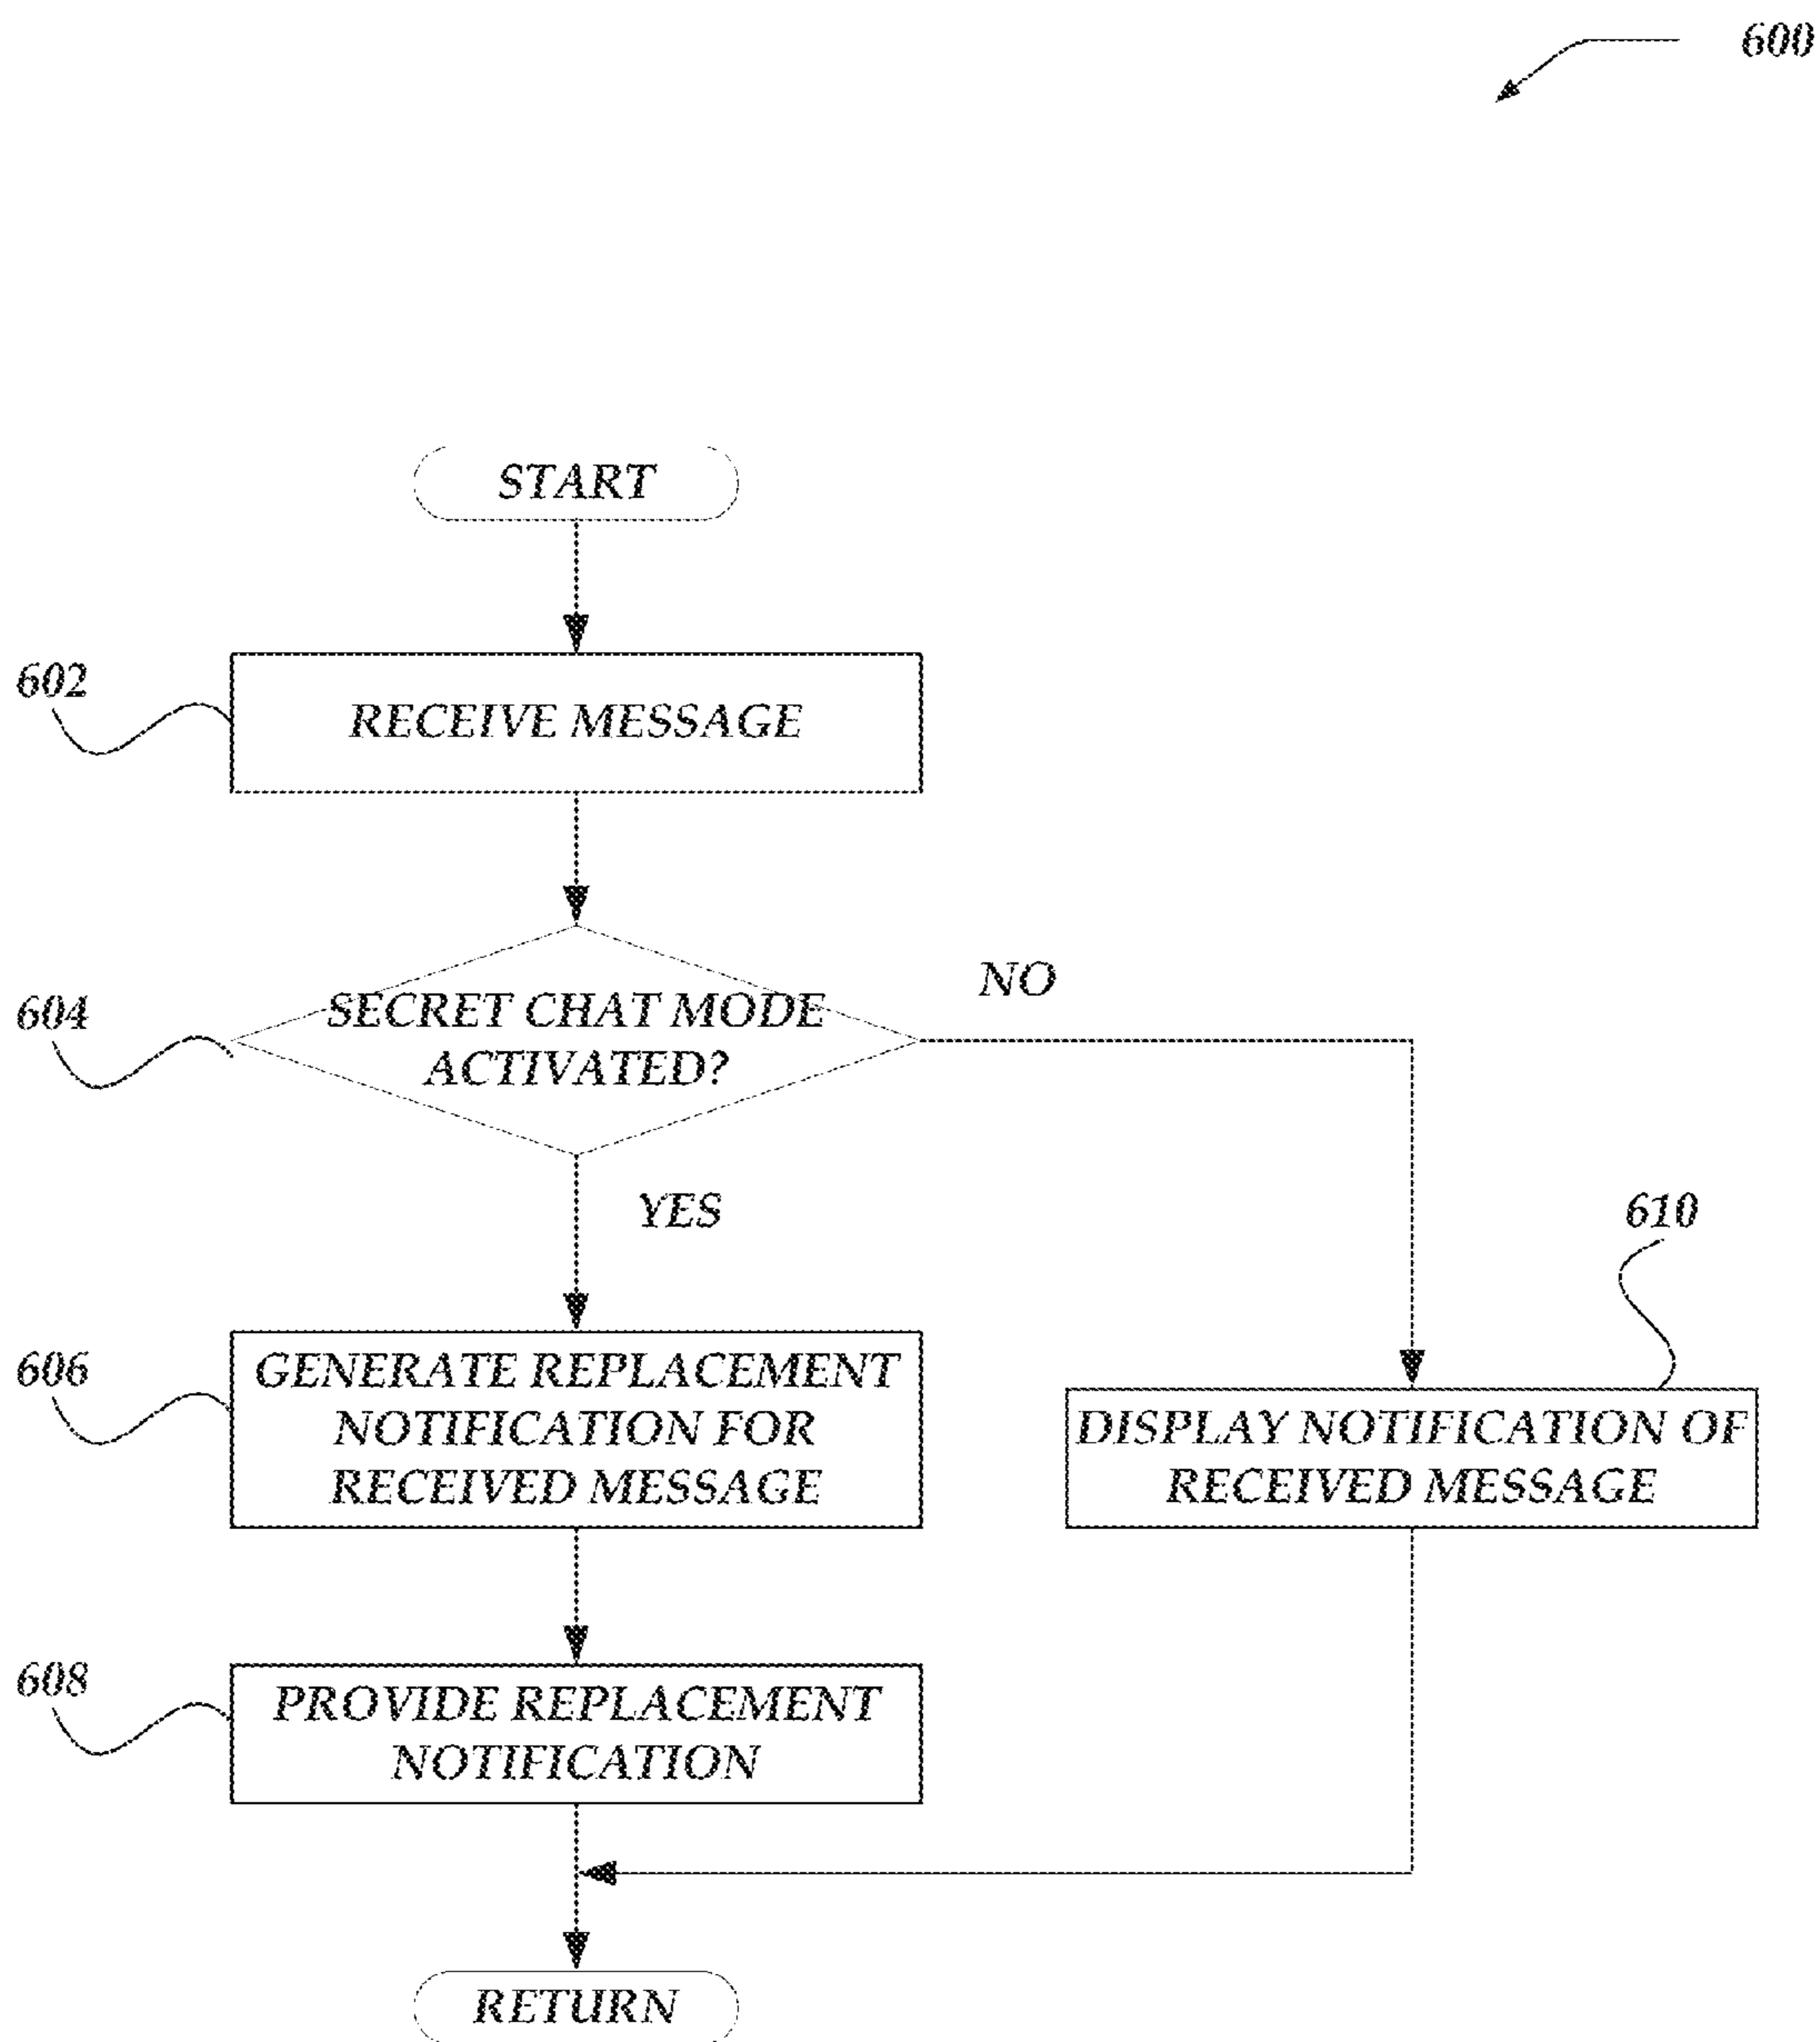 600
START
602
RECEIVE MESSAGE
604
SECRET CHAT MODE
ACTIVATED?
NO
YES
610
606
GENERATE REPLACEMENT
NOTIFICATION FOR
RECEIVED MESSAGE
DISPLAY NOTIFICATION OF
RECEIVED MESSAGE
608
PROVIDE REPLACEMENT
NOTIFICATION
RETURN